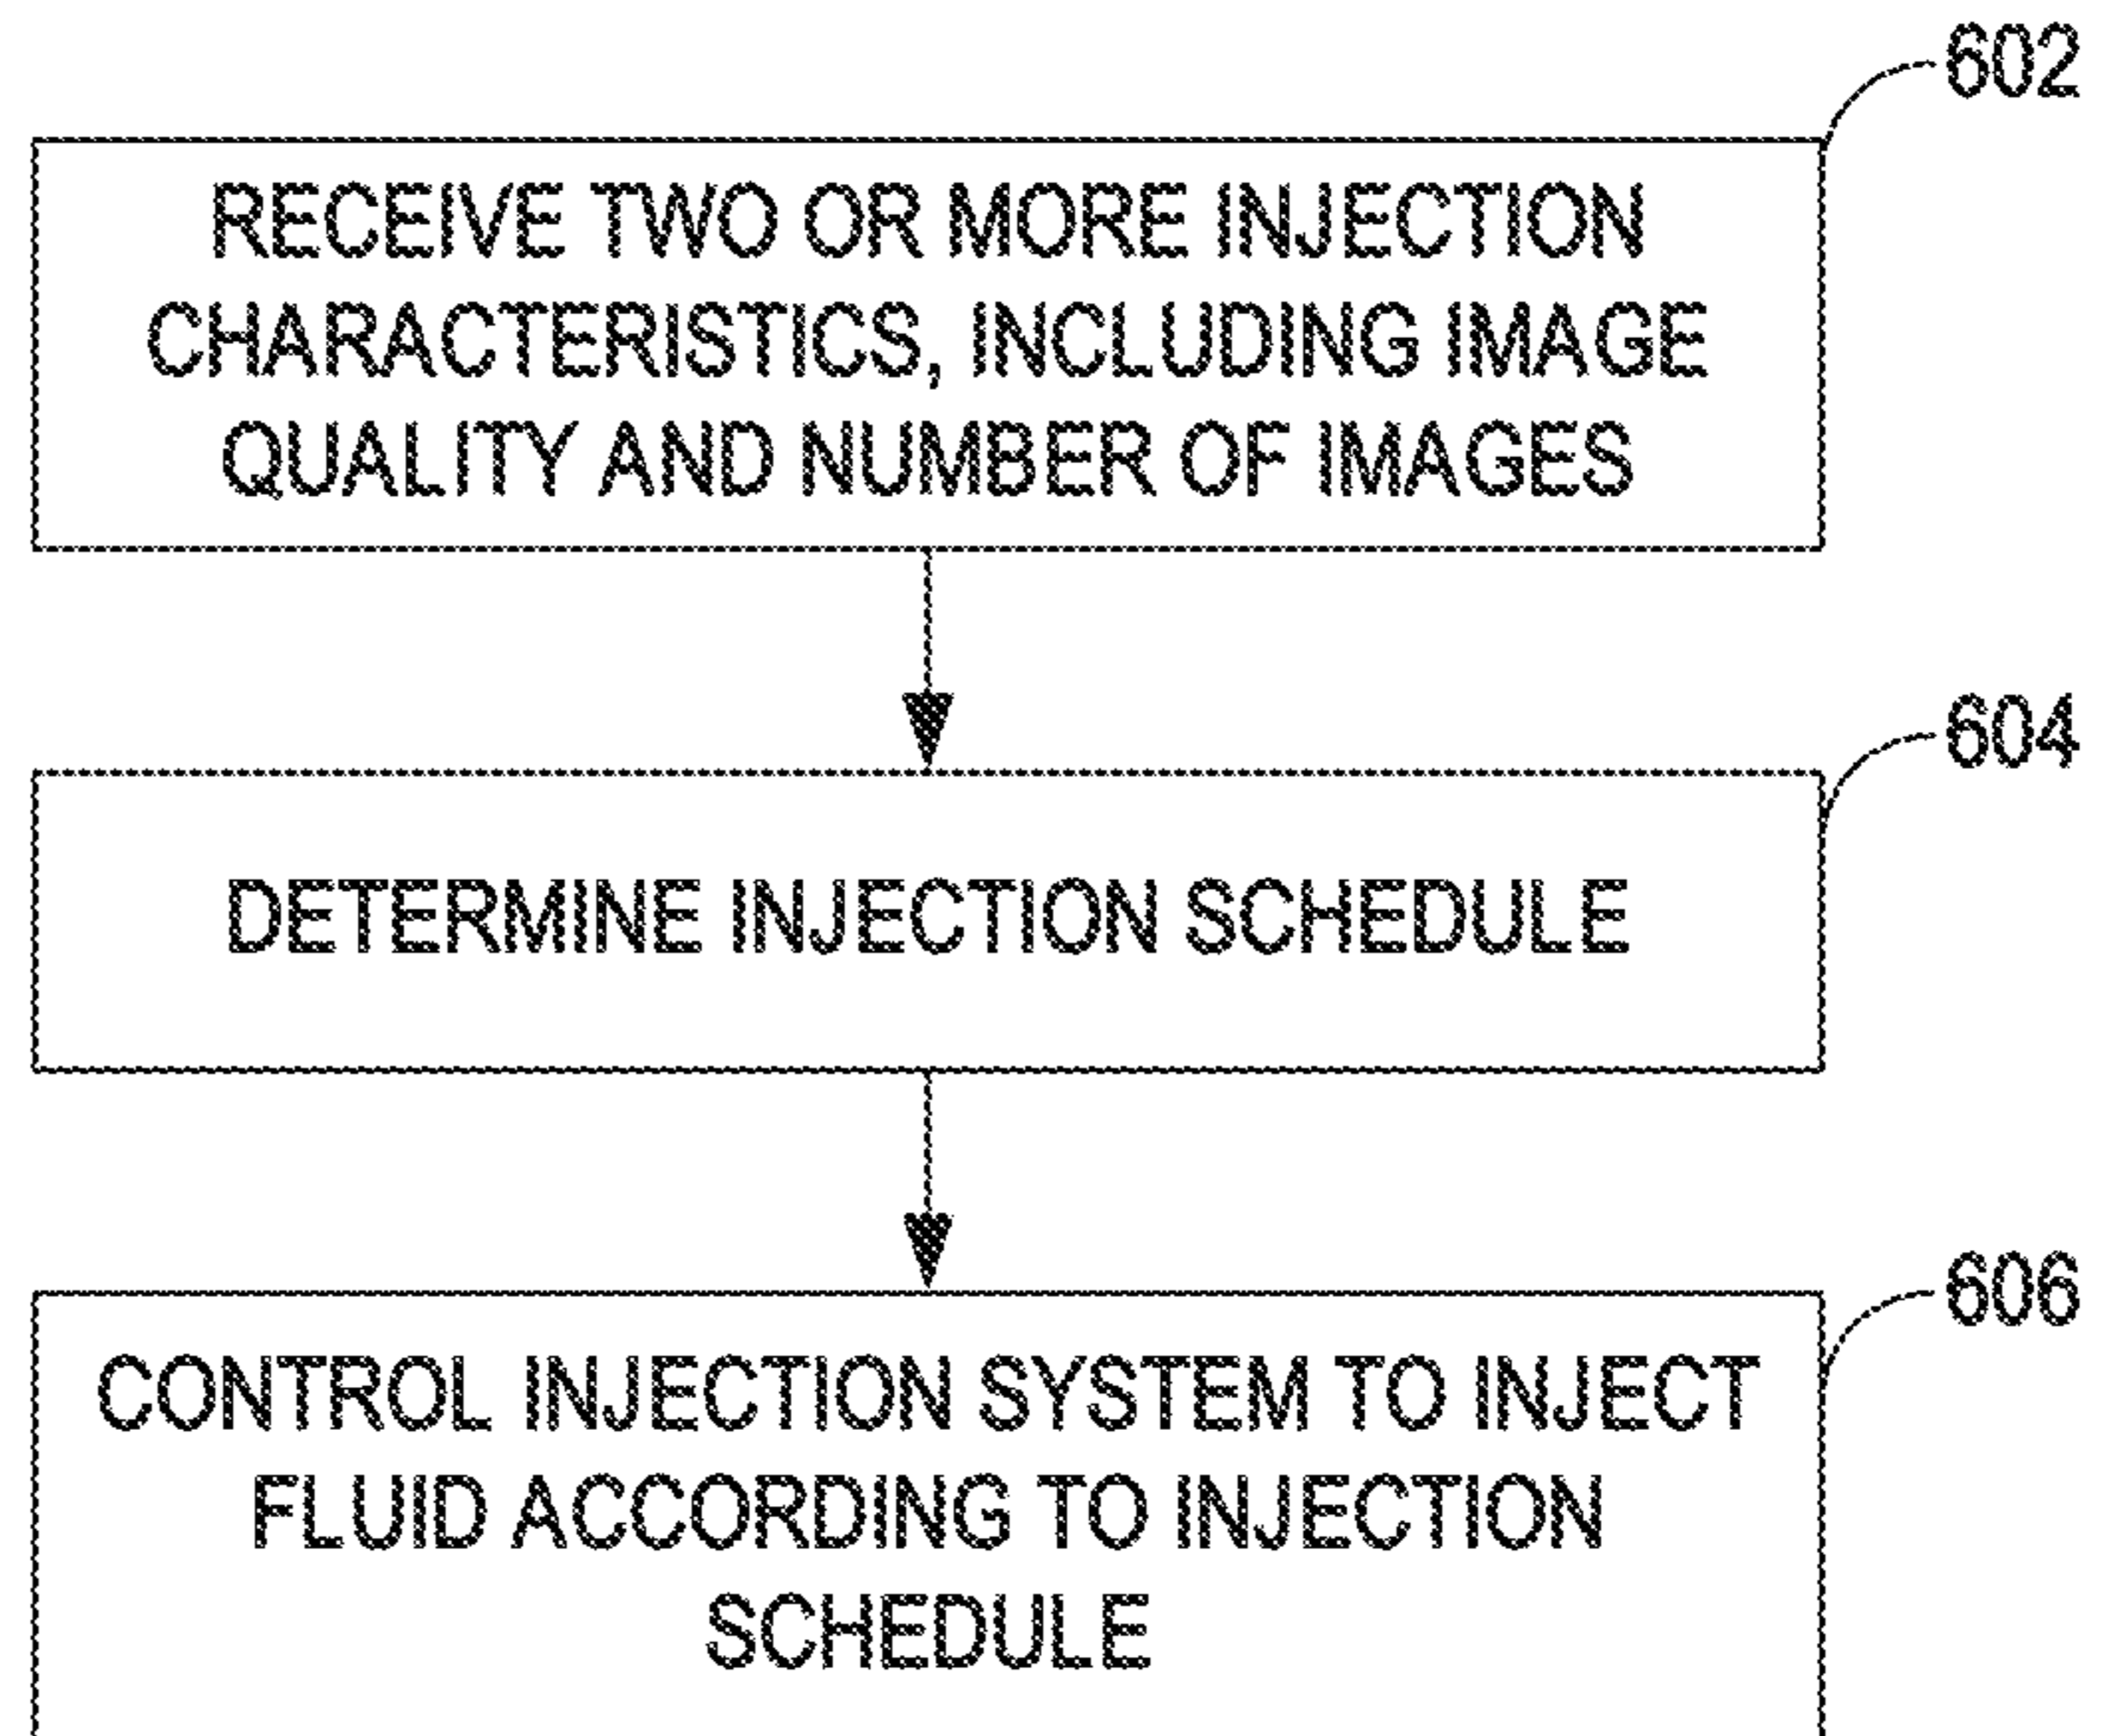 602
RECEIVE TWO OR MORE INJECTION
CHARACTERISTICS, INCLUDING IMAGE
QUALITY AND NUMBER OF IMAGES
604
DETERMINE INJECTION SCHEDULE
606
CONTROL INJECTION SYSTEM TO INJECT
FLUID ACCORDING TO INJECTION
SCHEDULE